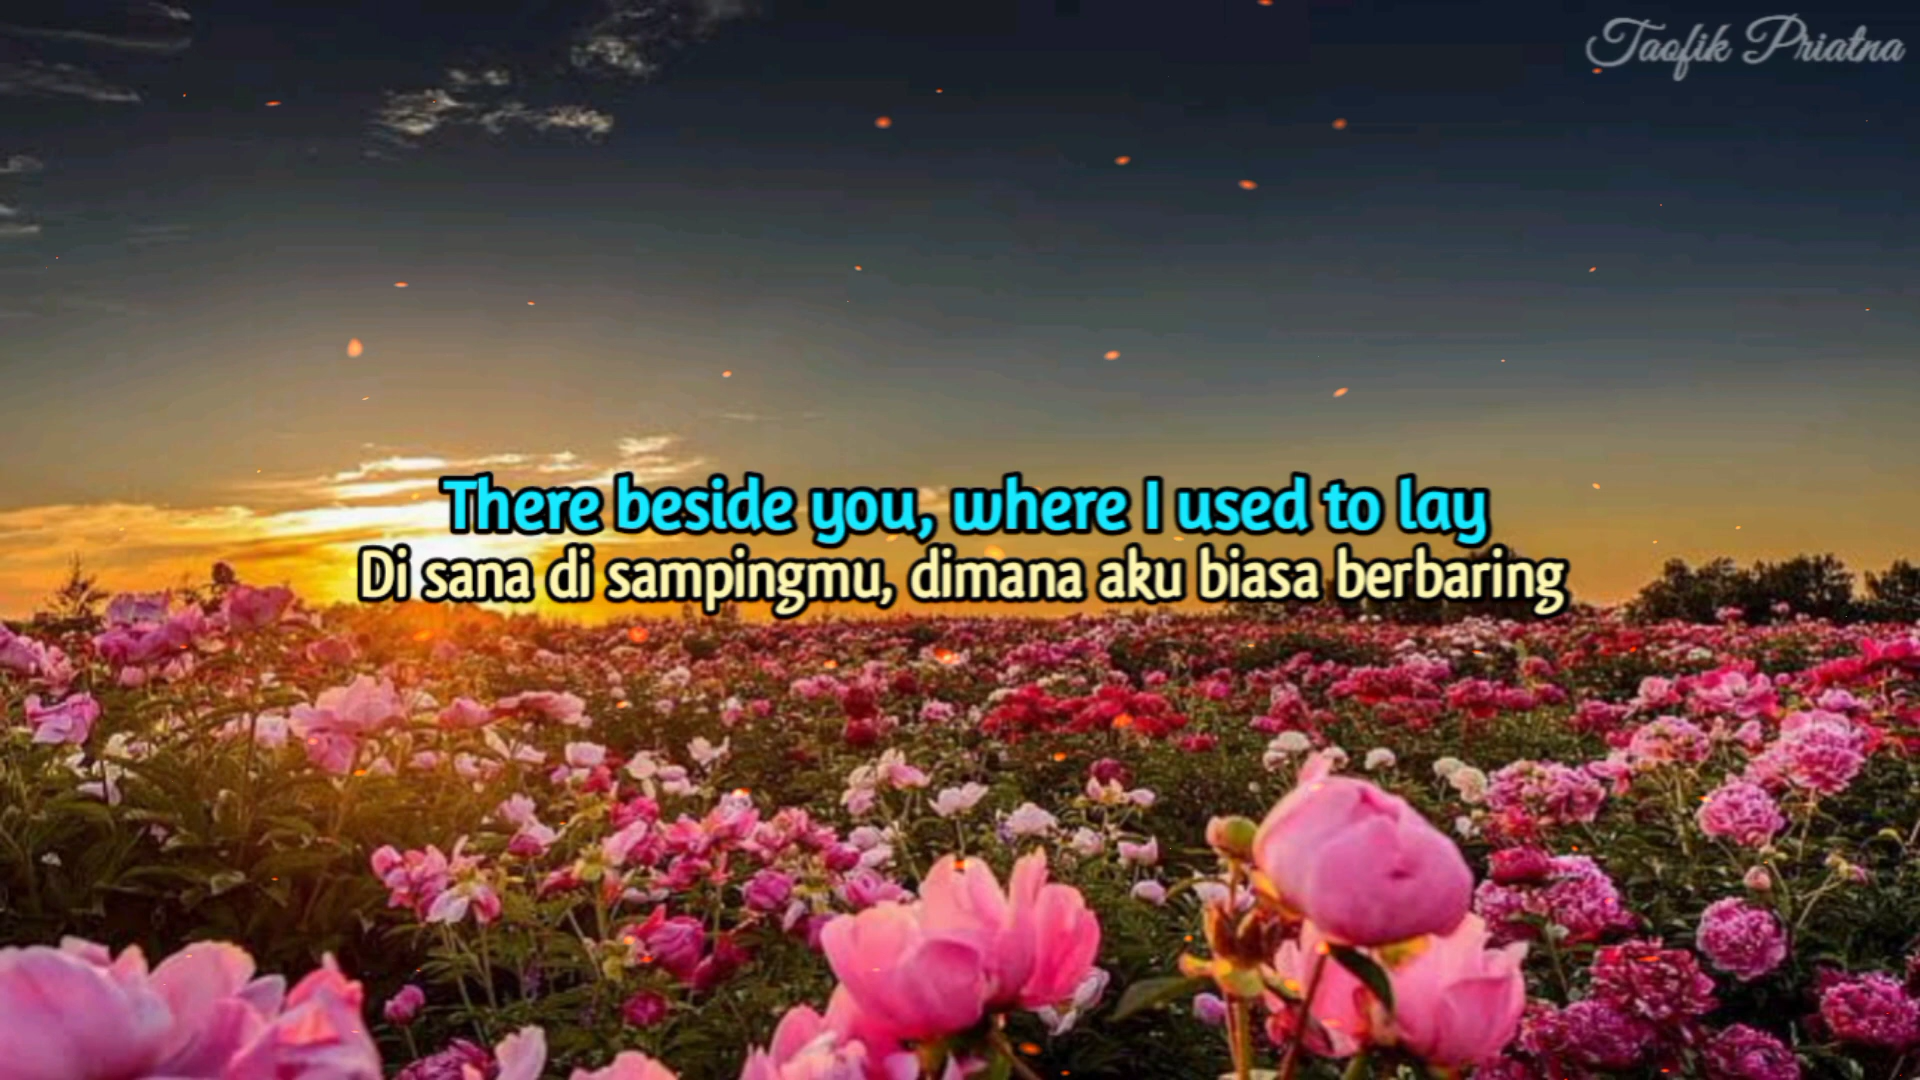 Taofik Priatna
There beside you, where I used to lay
Di sana di sampingmu, dimana aku biasa berbaring